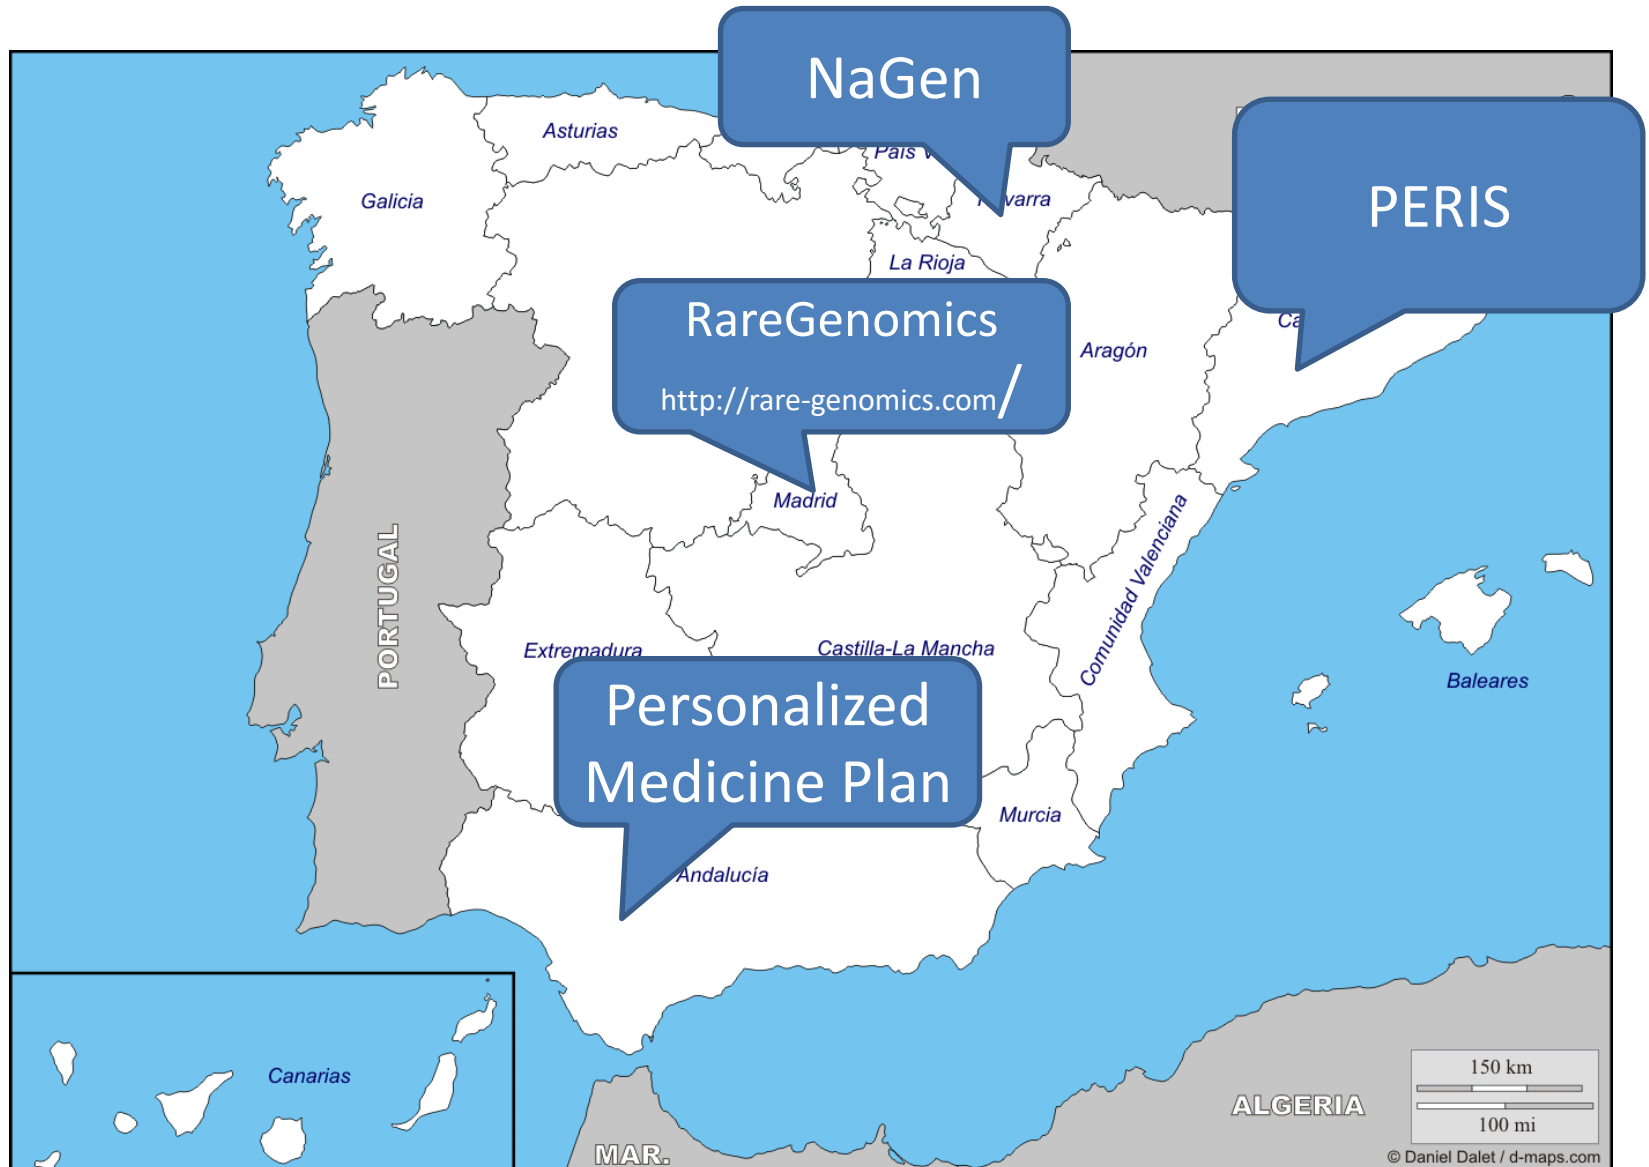 NaGen
Asturias
País
PERIS
Galicia
La Rioja
RareGenomics
http://rare-genomics.com/
Aragón
Madrid
PORTUGAL
Comunidad Valenciana
Extremadura
Castilla-La Mancha
Baleares
Personalized
Medicine Plan
Murcia
Andalucía
Canarias
150 km
100 mi
ALGERIA
MAR.
© Daniel Dalet / d-maps.com